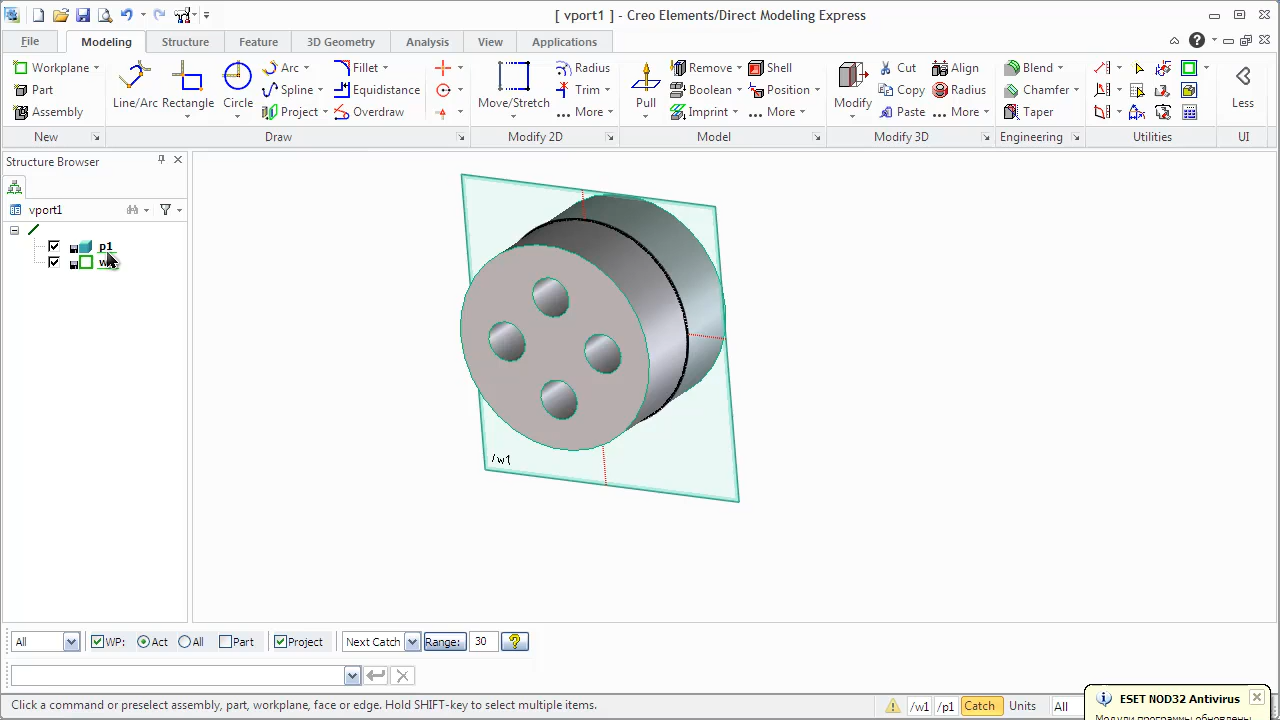 [ vport1 ] - Creo Elements/Direct Modeling Express
File
Modeling
Structure
Feature
3D Geometry
Analysis
View
Applications
Workplane
Part
Assembly
New
Line/Arc
Rectangle
Circle
Arc
Spline
Project
Fillet
Equidistance
Overdraw
Draw
Move/Stretch
Radius
Trim
More
Modify 2D
Pull
Remove
Boolean
Imprint
Shell
Position
More
Model
Modify
Cut
Copy
Paste
Align
Radius
More
Modify 3D
Blend
Chamfer
Taper
Engineering
Utilities
Less
UI
Structure Browser
vport1
p1
/w1
All
WP:
Act
All
Part
Project
Next Catch
Range:
30
Click a command or preselect assembly, part, workplane, face or edge. Hold SHIFT-key to select multiple items.
/w1
/p1
Catch
Units
All
ESET NOD32 Antivirus